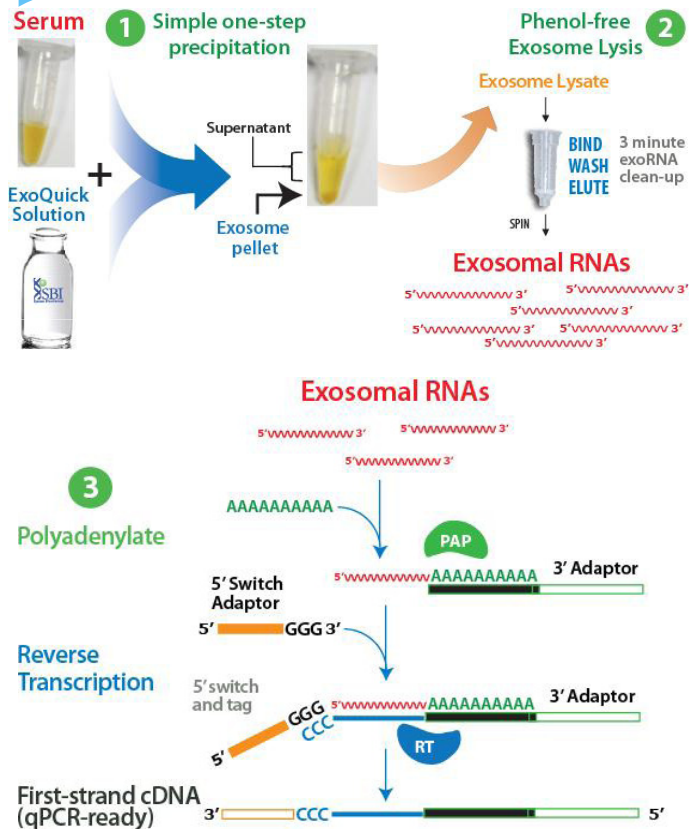 Serum
1
Simple one-step
precipitation
Phenol-free
Exosome Lysis
2
Exosome Lysate
Supernatant
BIND
WASH
ELUTE
3 minute
exoRNA
clean-up
+
ExoQuick
Solution
Exosome
pellet
SPIN
SBI
Exosomal RNAs
5' 3'
5' 3'
5' 3'
5' 3'
5' 3'
5' 3'
Exosomal RNAs
5' 3'
5' 3'
5' 3'
3
Polyadenylate
AAAAAAAAAA
PAP
5' AAAAAAAAAA
3' Adaptor
5' Switch
Adaptor
5' GGG 3'
Reverse
Transcription
5' switch
and tag
GGG
CCC
5'
5' AAAAAAAAAA
3' Adaptor
RT
First-strand cDNA
(qPCR-ready)
3' CCC 5'